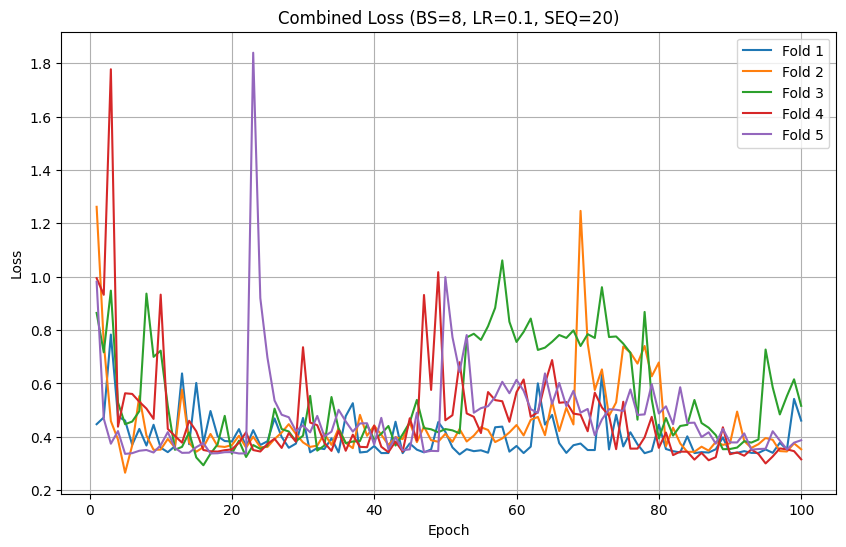 Combined Loss (BS=8, LR=0.1, SEQ=20)
Fold 1
Fold 2
Fold 3
Fold 4
Fold 5
Loss
1.8
1.6
1.4
1.2
1.0
0.8
0.6
0.4
0.2
0
20
40
60
80
100
Epoch